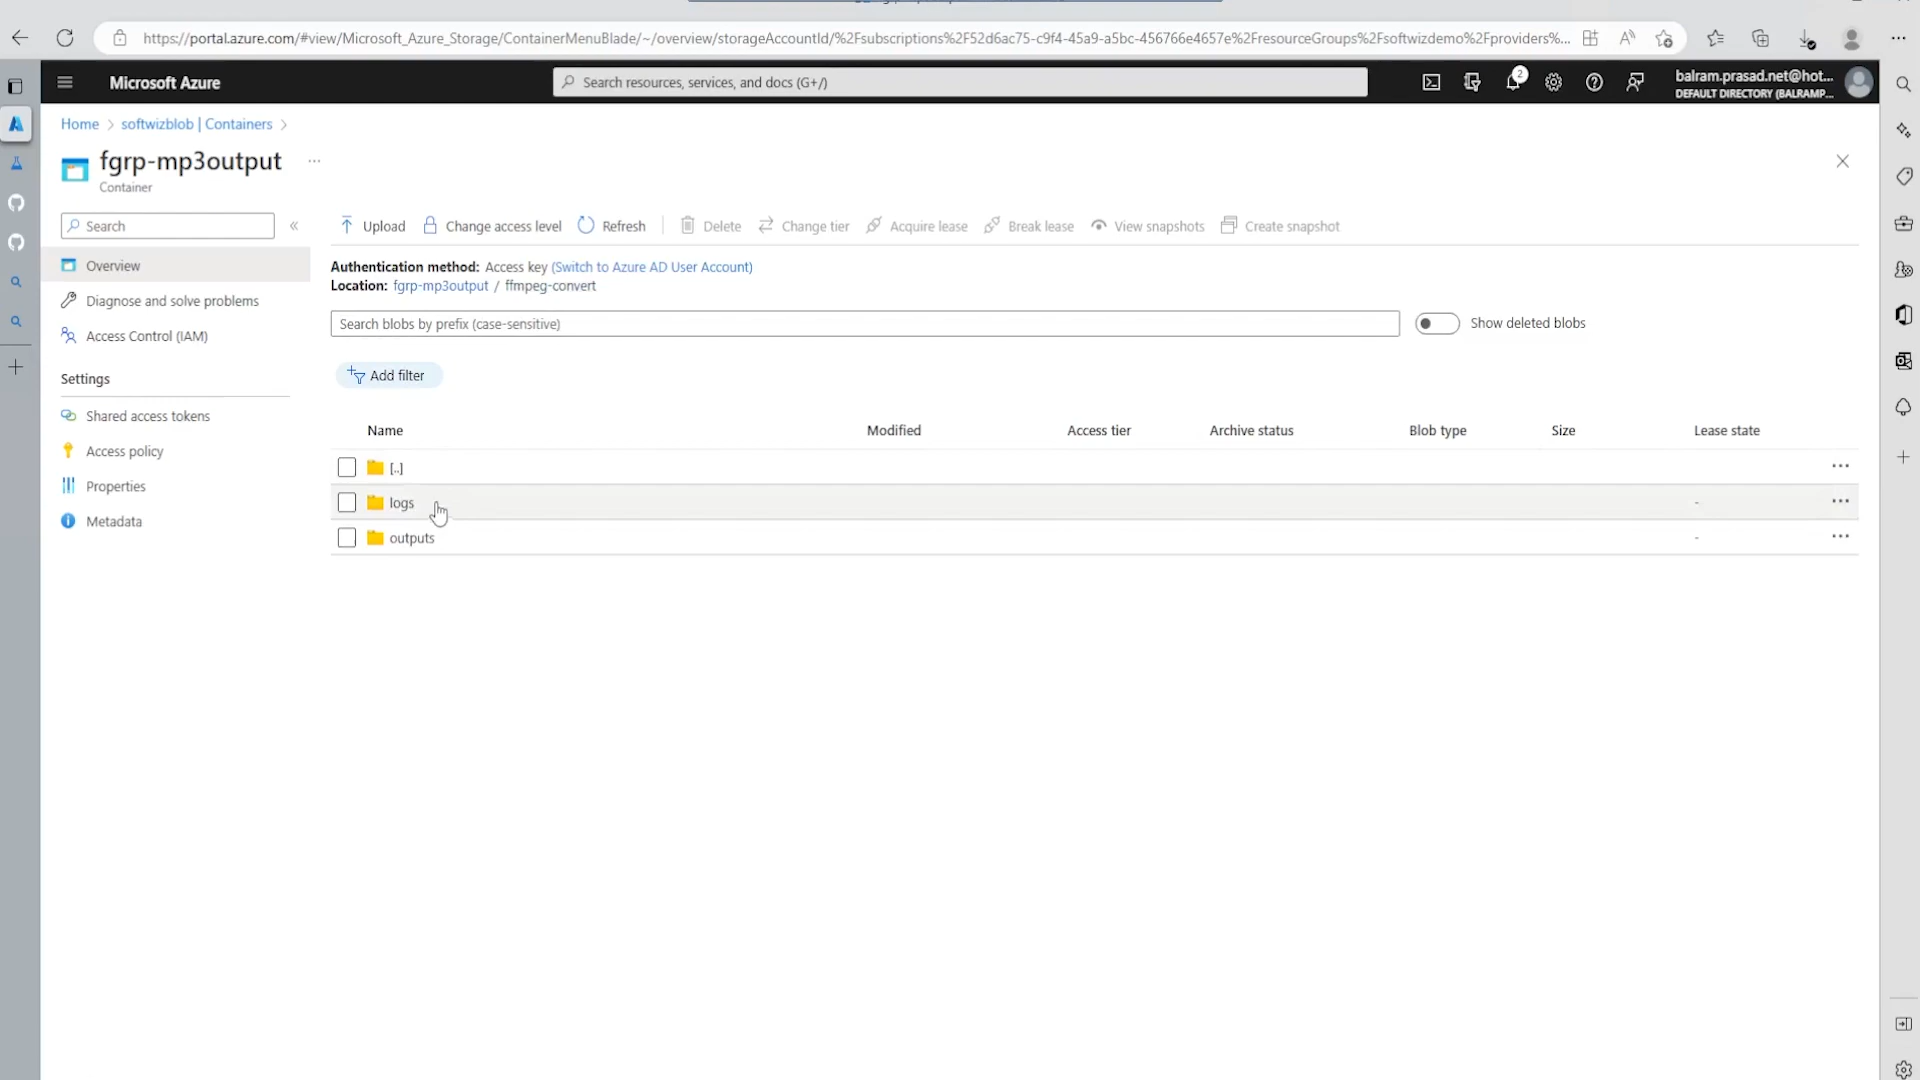 https://portal.azure.com/#view/Microsoft_Azure_Storage/ContainerMenuBlade/~/overview/storageAccountId/%2Fsubscriptions%2F52d6ac75-c9f4-45a9-a5bc-456766e4657e%2FresourceGroups%2Fsoftwizdemo%2Fproviders%...
Microsoft Azure
Search resources, services, and docs (G+/)
2
balram.prasad.net@hot...
DEFAULT DIRECTORY (BALRAMP...
Home > softwizblob | Containers >
fgrp-mp3output ...
Container
Search «
Upload Change access level Refresh Delete Change tier Acquire lease Break lease View snapshots Create snapshot
Overview
Diagnose and solve problems
Access Control (IAM)
Settings
Shared access tokens
Access policy
Properties
Metadata
Authentication method: Access key (Switch to Azure AD User Account)
Location: fgrp-mp3output / ffmpeg-convert
Search blobs by prefix (case-sensitive)
Show deleted blobs
Add filter
Name Modified Access tier Archive status Blob type Size Lease state
[..] ...
logs - ...
outputs - ...